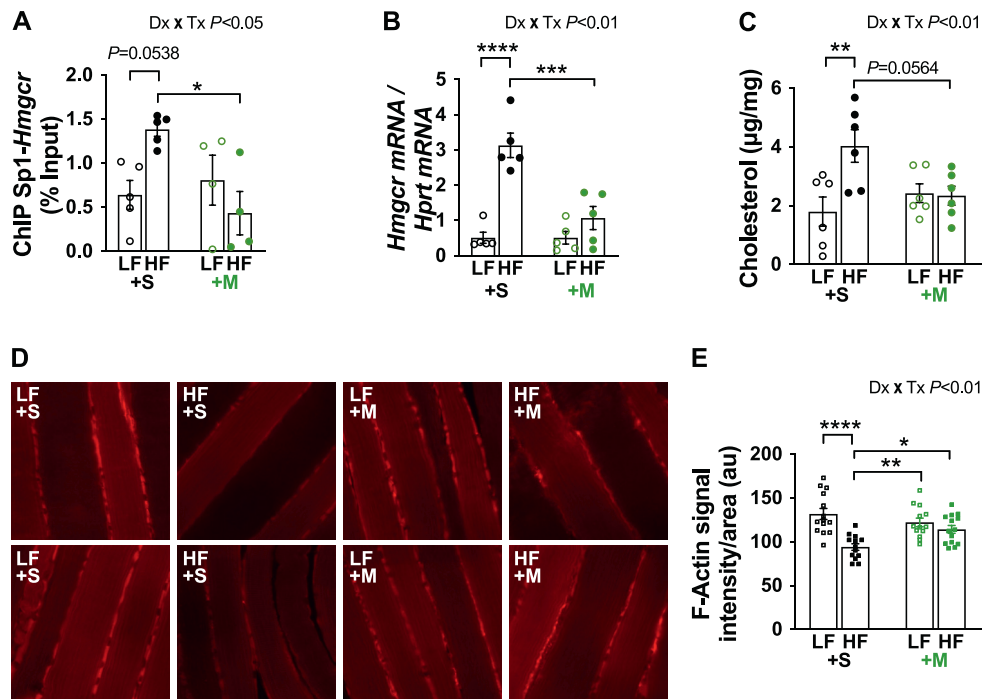 A
Dx x Tx P<0.05
P=0.0538
*
ChIP Sp1-Hmgcr
(% Input)
2.0
1.5
1.0
0.5
0.0
LF HF LF HF
+S +M
B
Dx x Tx P<0.01
****
***
Hmgcr mRNA /
Hprt mRNA
5
4
3
2
1
0
LF HF LF HF
+S +M
C
Dx x Tx P<0.01
**
P=0.0564
Cholesterol (µg/mg)
6
4
2
0
LF HF LF HF
+S +M
D
LF HF LF HF
+S +S +M +M
LF HF LF HF
+S +S +M +M
E
Dx x Tx P<0.01
****
*
**
F-Actin signal
intensity/area (au)
200
150
100
50
0
LF HF LF HF
+S +M